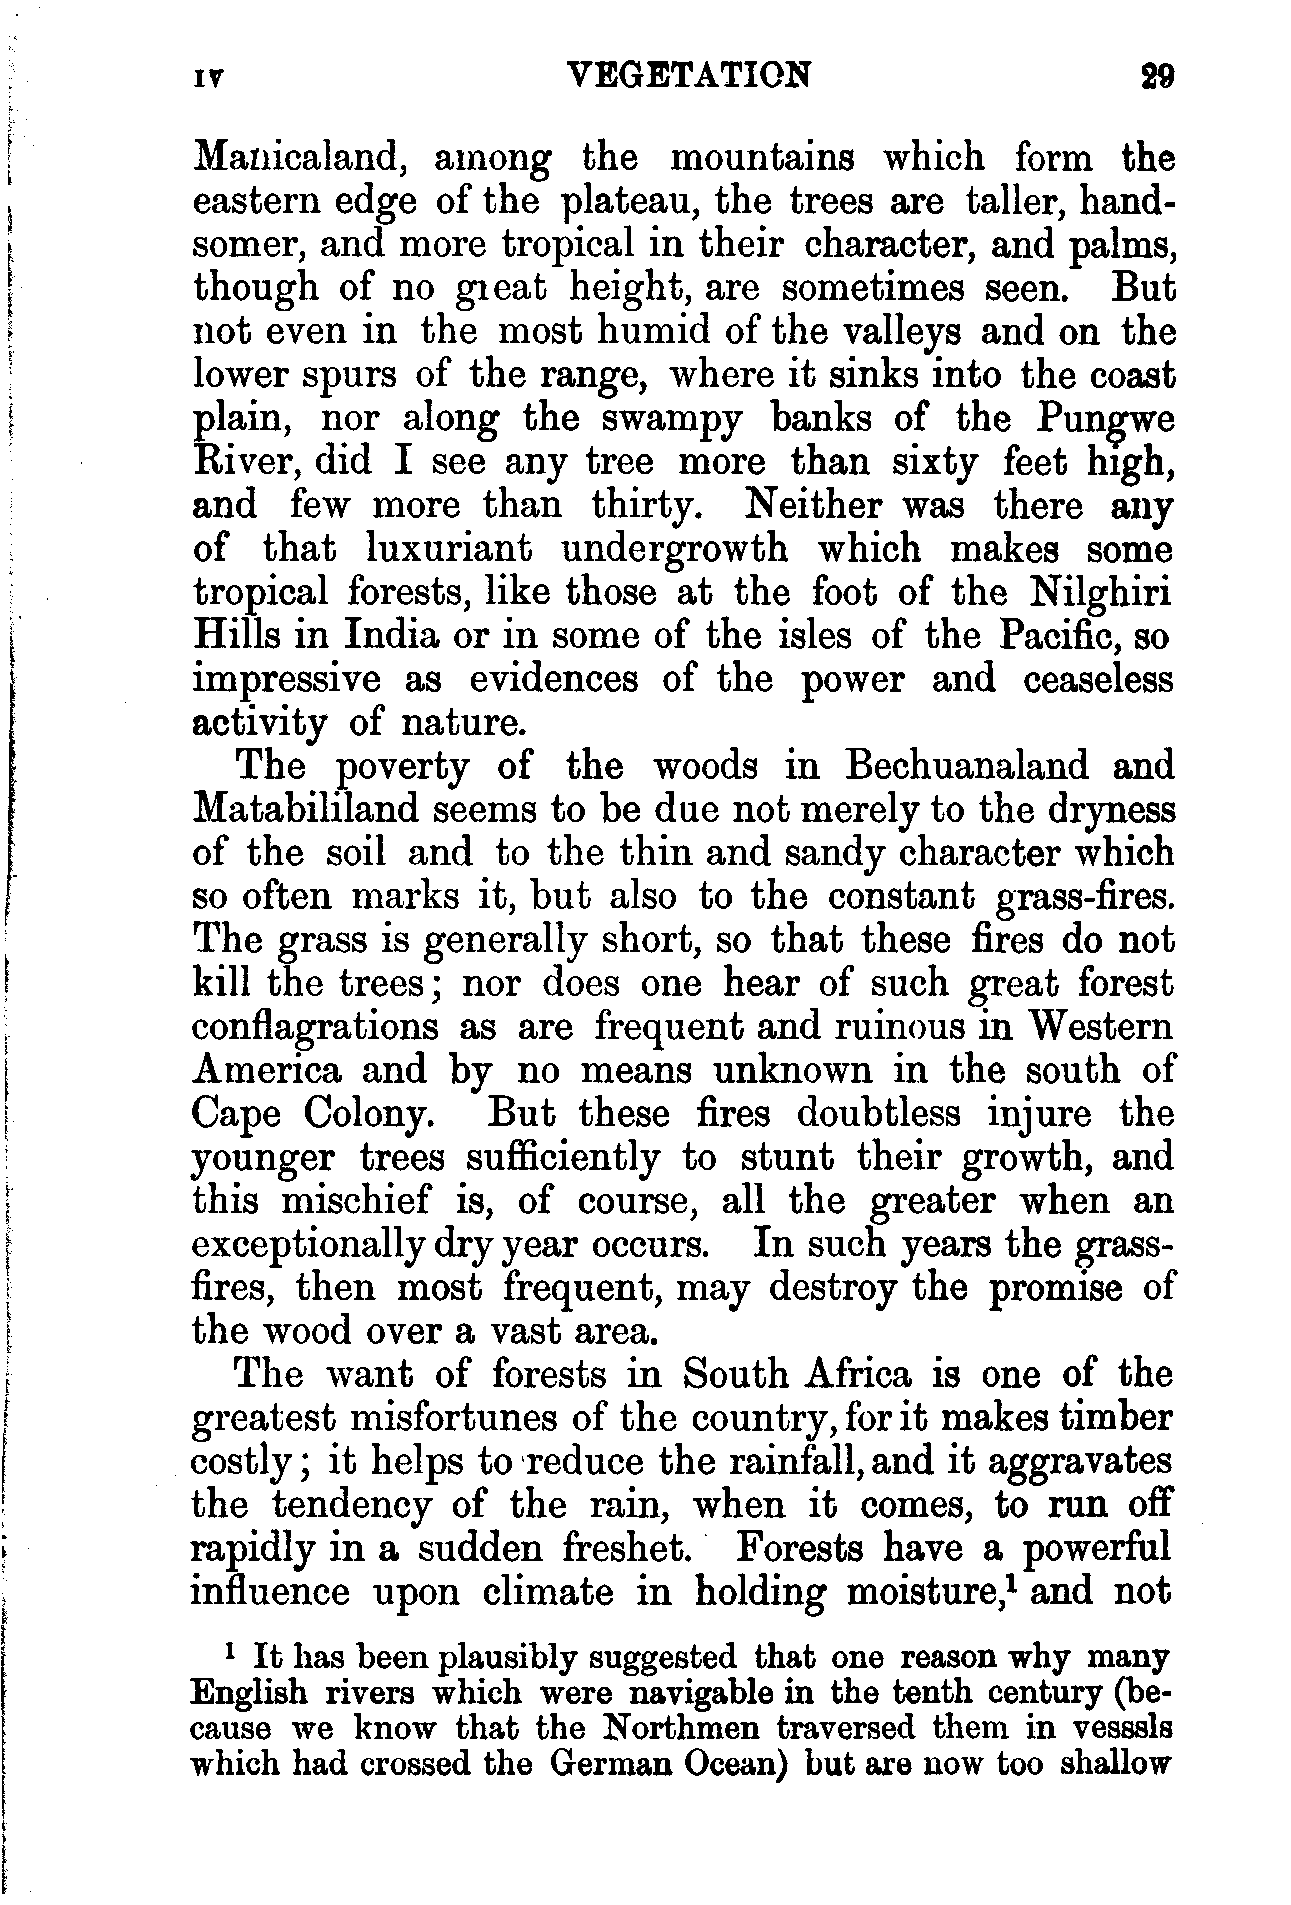 IV VEGETATION 29
Manicaland, among the mountains which form the
eastern edge of the plateau, the trees are taller, hand-
somer, and more tropical in their character, and palms,
though of no great height, are sometimes seen. But
not even in the most humid of the valleys and on the
lower spurs of the range, where it sinks into the coast
plain, nor along the swampy banks of the Pungwe
River, did I see any tree more than sixty feet high,
and few more than thirty. Neither was there any
of that luxuriant undergrowth which makes some
tropical forests, like those at the foot of the Nilghiri
Hills in India or in some of the isles of the Pacific, so
impressive as evidences of the power and ceaseless
activity of nature.
The poverty of the woods in Bechuanaland and
Matabililand seems to be due not merely to the dryness
of the soil and to the thin and sandy character which
so often marks it, but also to the constant grass-fires.
The grass is generally short, so that these fires do not
kill the trees; nor does one hear of such great forest
conflagrations as are frequent and ruinous in Western
America and by no means unknown in the south of
Cape Colony. But these fires doubtless injure the
younger trees sufficiently to stunt their growth, and
this mischief is, of course, all the greater when an
exceptionally dry year occurs. In such years the grass-
fires, then most frequent, may destroy the promise of
the wood over a vast area.
The want of forests in South Africa is one of the
greatest misfortunes of the country, for it makes timber
costly; it helps to reduce the rainfall, and it aggravates
the tendency of the rain, when it comes, to run off
rapidly in a sudden freshet. Forests have a powerful
influence upon climate in holding moisture,¹ and not
¹ It has been plausibly suggested that one reason why many
English rivers which were navigable in the tenth century (be-
cause we know that the Northmen traversed them in vesssls
which had crossed the German Ocean) but are now too shallow